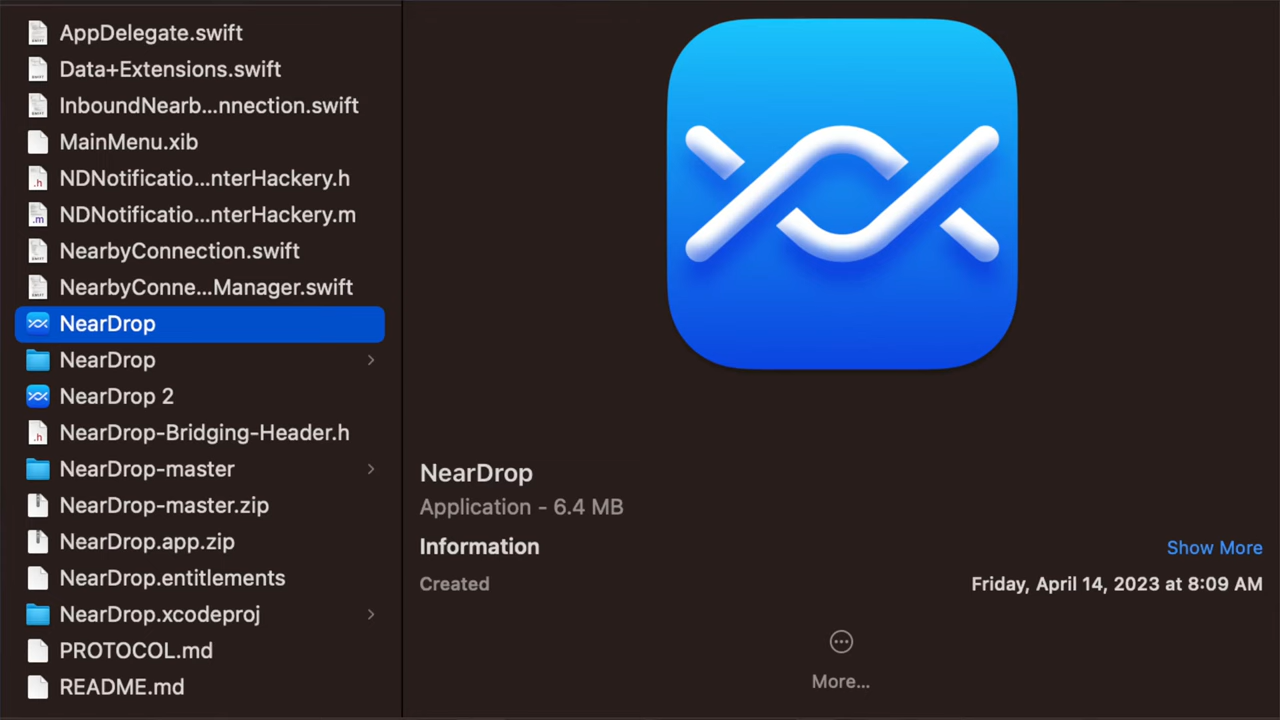 AppDelegate.swift
Data+Extensions.swift
InboundNearb...nnection.swift
MainMenu.xib
NDNotificatio...nterHackery.h
NDNotificatio...nterHackery.m
NearbyConnection.swift
NearbyConne...Manager.swift
NearDrop
NearDrop
NearDrop 2
NearDrop-Bridging-Header.h
NearDrop-master
NearDrop-master.zip
NearDrop.app.zip
NearDrop.entitlements
NearDrop.xcodeproj
PROTOCOL.md
README.md
NearDrop
Application - 6.4 MB
Information Show More
Created Friday, April 14, 2023 at 8:09 AM
More...